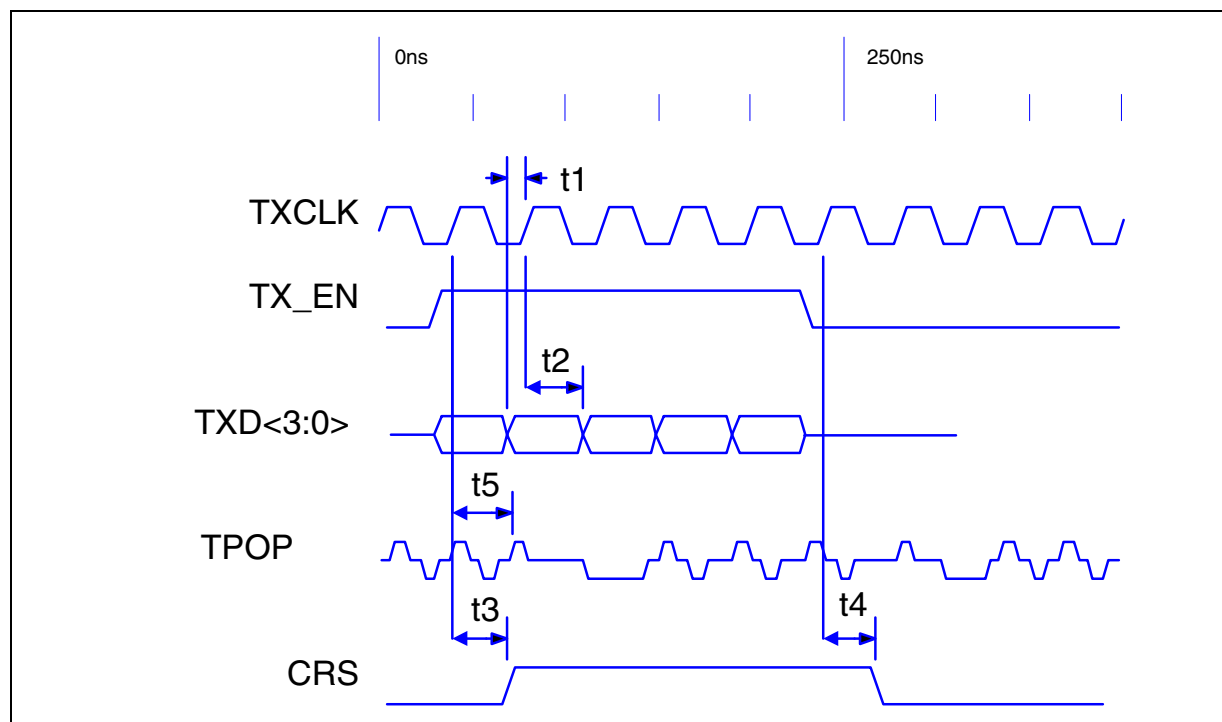 0ns
250ns
t1
TXCLK
TX_EN
t2
TXD<3:0>
t5
TPOP
t3
t4
CRS